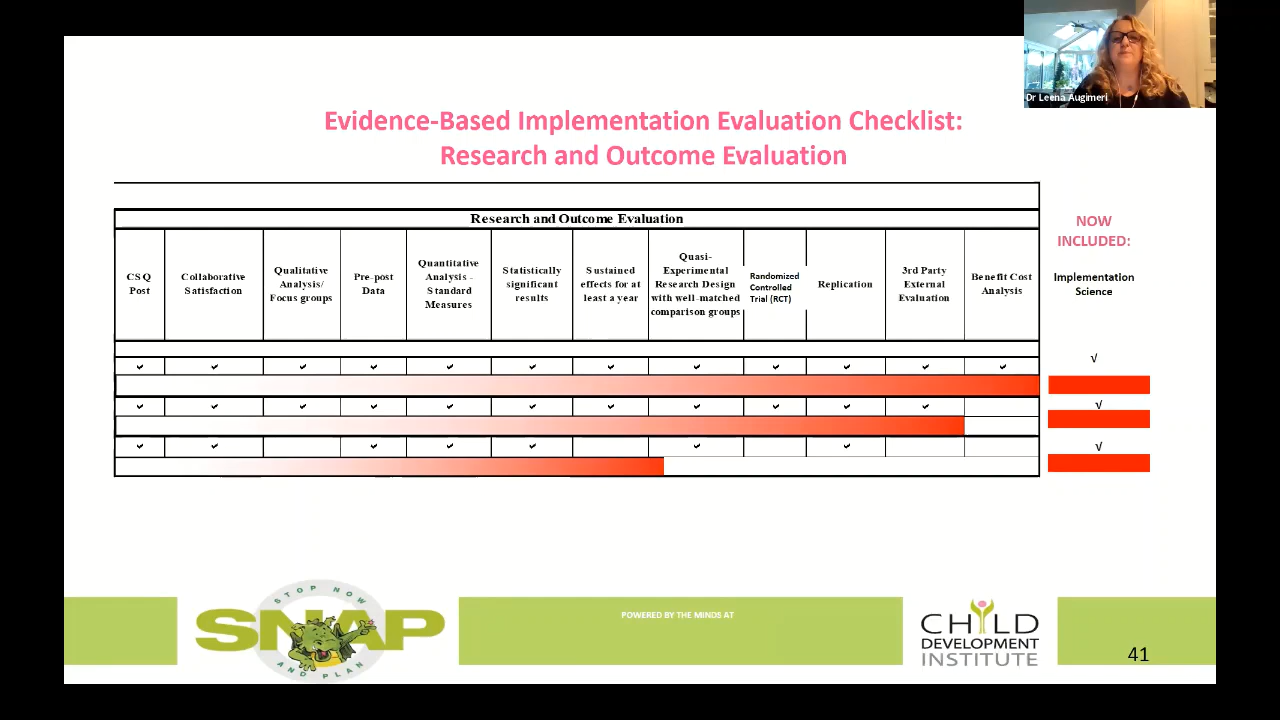 Dr Leena Augimeri
Evidence-Based Implementation Evaluation Checklist:
Research and Outcome Evaluation
Research and Outcome Evaluation
CSQ
Post
Collaborative
Satisfaction
Qualitative
Analysis/
Focus groups
Pre-post
Data
Quantitative
Analysis -
Standard
Measures
Statistically
significant
results
Sustained
effects for at
least a year
Quasi-
Experimental
Research Design
with well-matched
comparison groups
Randomized
Controlled
Trial (RCT)
Replication
3rd Party
External
Evaluation
Benefit Cost
Analysis
NOW
INCLUDED:
Implementation
Science
✓ ✓ ✓ ✓ ✓ ✓ ✓ ✓ ✓ ✓ ✓ ✓ √
✓ ✓ ✓ ✓ ✓ ✓ ✓ ✓ ✓ ✓ ✓ √
✓ ✓ ✓ ✓ ✓ ✓ ✓ √
STOP NOW
SNAP
AND PLAN
POWERED BY THE MINDS AT
CHILD
DEVELOPMENT
INSTITUTE
41